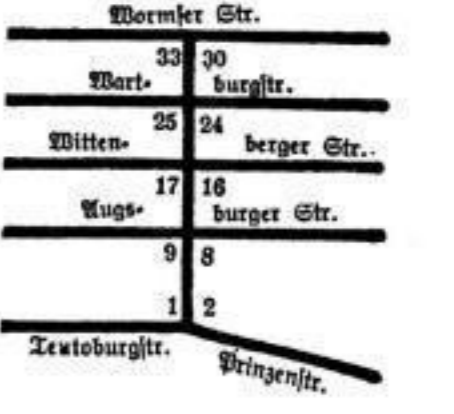 Wormser Str.
33 30
Wart- burgstr.
25 24
Witten- berger Str.
17 16
Augs- burger Str.
9 8
1 2
Teutoburgstr.
Prinzenstr.